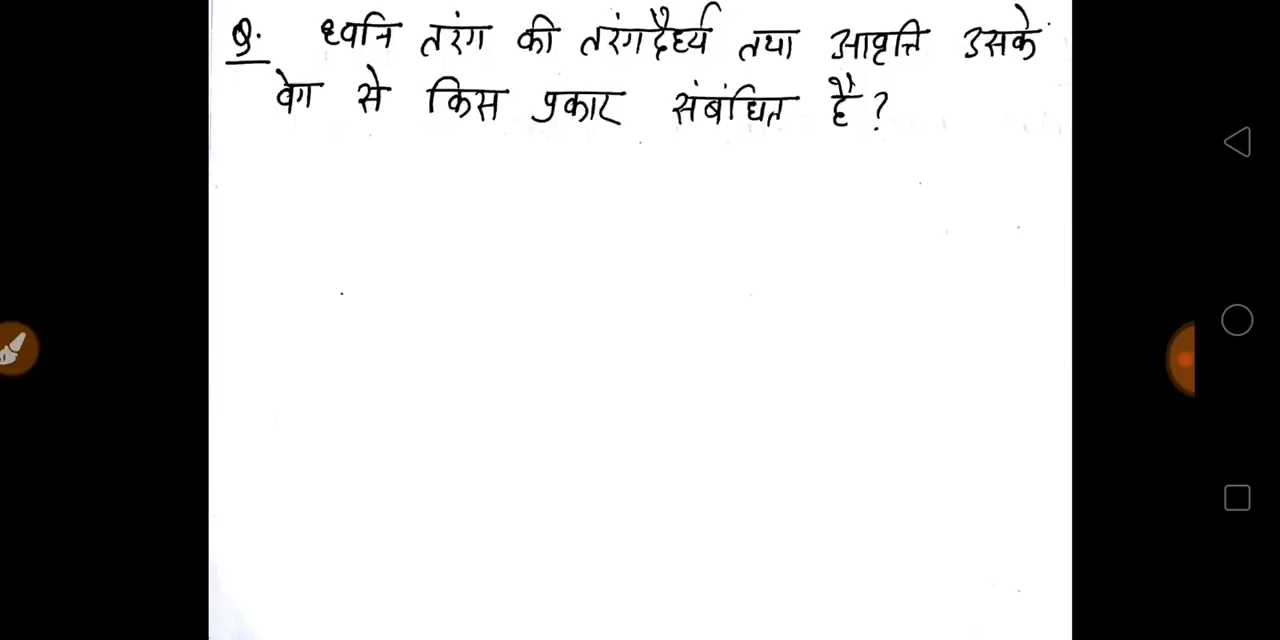 Q. ध्वनि तरंग की तरंगदैर्ध्य तथा आवृत्ति उसके
वेग से किस प्रकार संबंधित है?